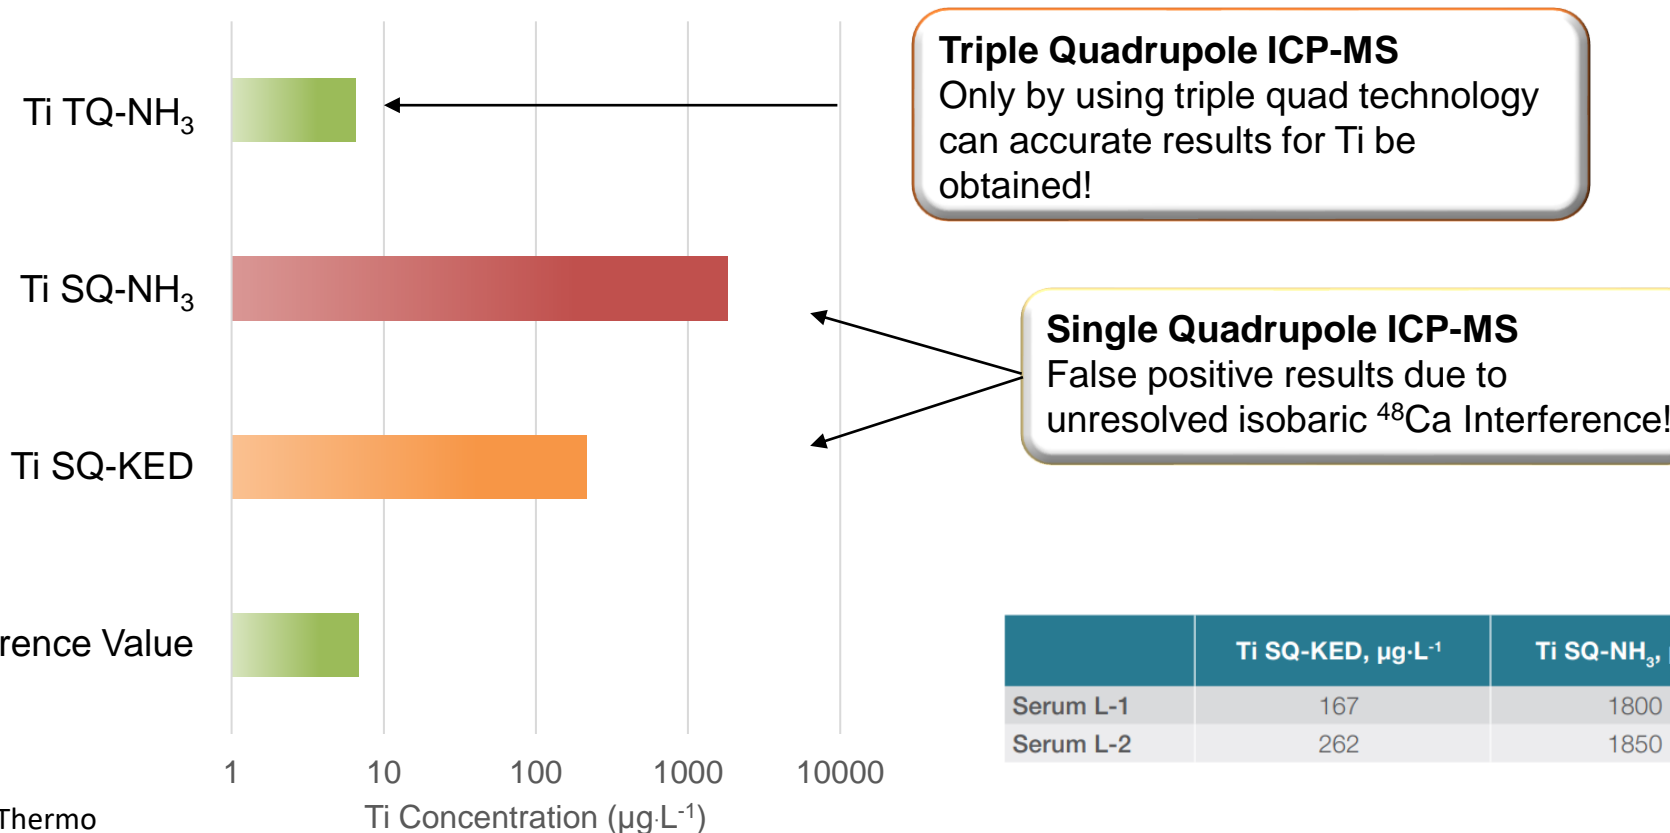 Triple Quadrupole ICP-MS
Only by using triple quad technology
can accurate results for Ti be
obtained!
Ti TQ-NH₃
Ti SQ-NH₃
Single Quadrupole ICP-MS
False positive results due to
unresolved isobaric ⁴⁸Ca Interference!
Ti SQ-KED
rence Value
Ti SQ-KED, µg·L⁻¹ Ti SQ-NH₃,
Serum L-1 167 1800
Serum L-2 262 1850
1 10 100 1000 10000
Ti Concentration (µg·L⁻¹)
Thermo